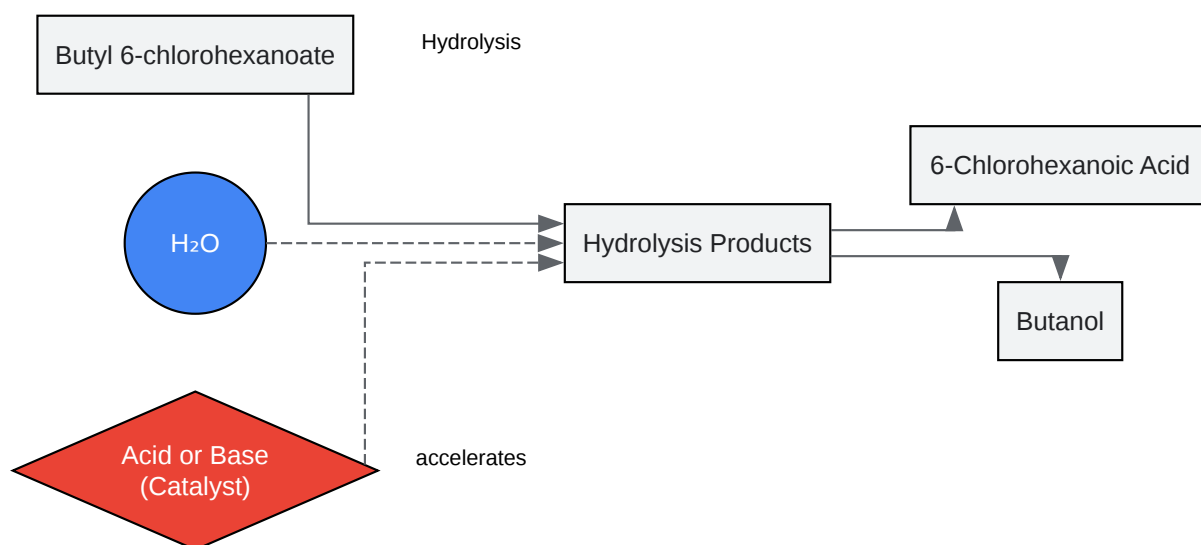 Butyl 6-chlorohexanoate
Hydrolysis
6-Chlorohexanoic Acid
H₂O
Hydrolysis Products
Butanol
Acid or Base
(Catalyst)
accelerates